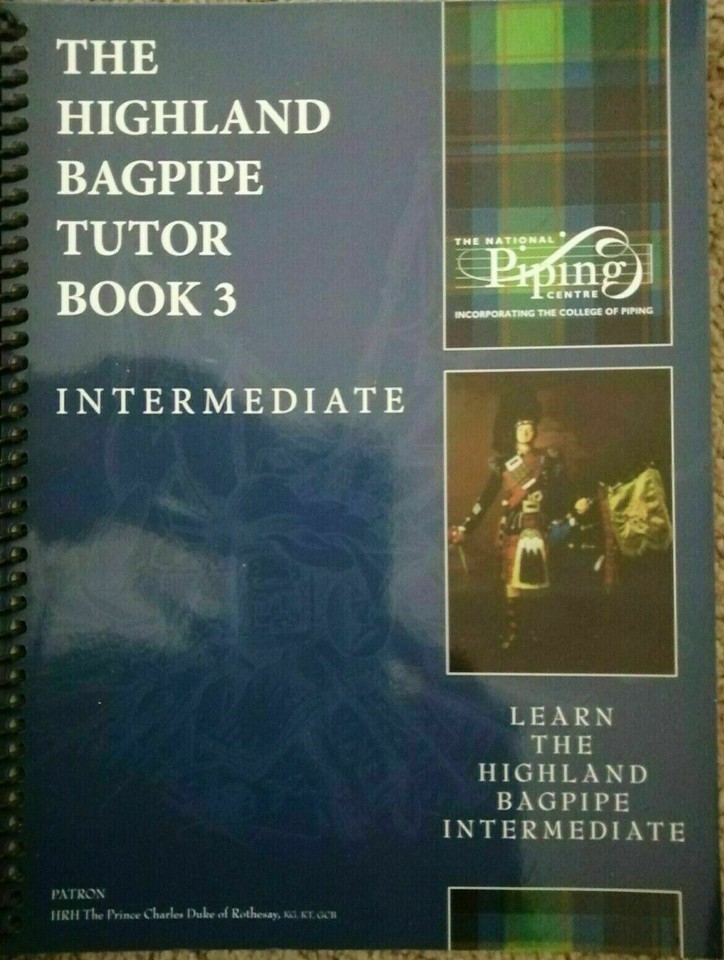 THE
HIGHLAND
BAGPIPE
TUTOR
BOOK 3
INTERMEDIATE
THE NATIONAL
Piping
CENTRE
INCORPORATING THE COLLEGE OF PIPING
LEARN
THE
HIGHLAND
BAGPIPE
INTERMEDIATE
PATRON
HRH The Prince Charles Duke of Rothesay, KG, KT, GCB